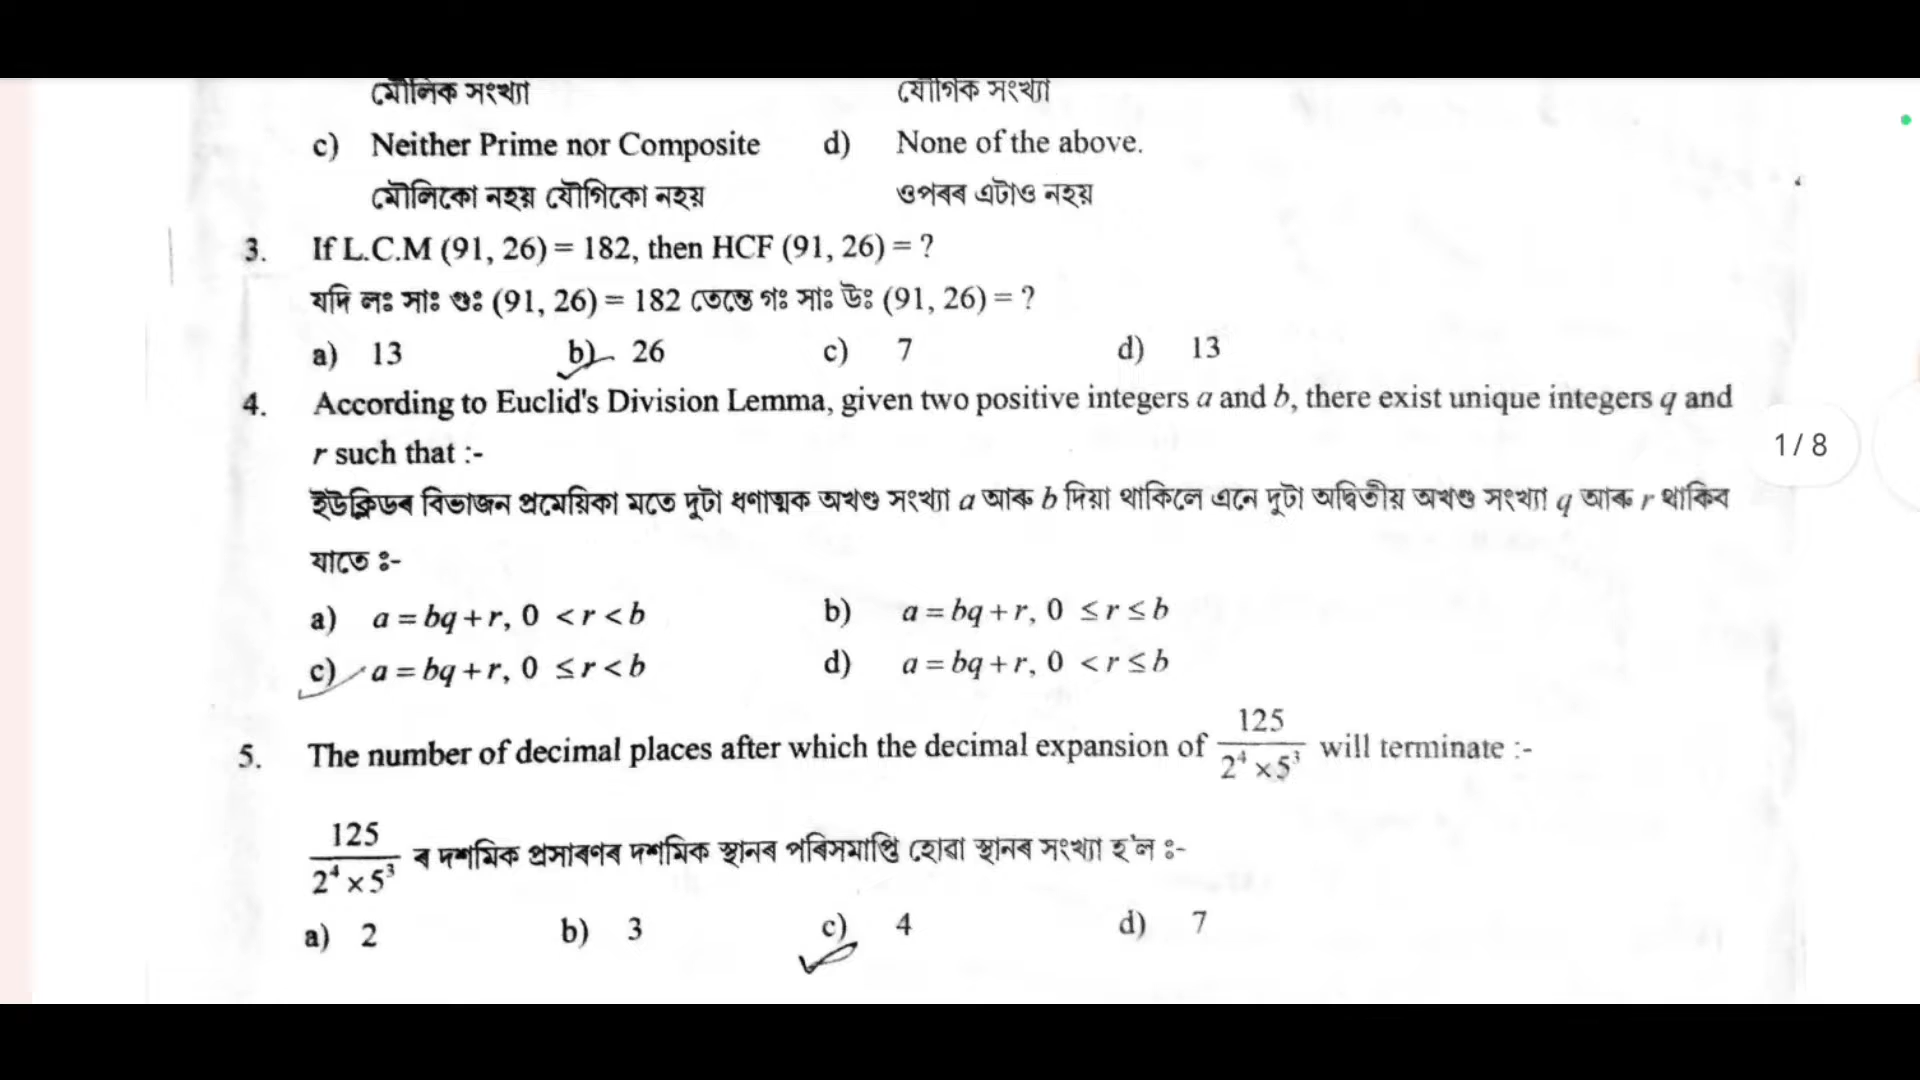 মৌলিক সংখ্যা যৌগিক সংখ্যা
c) Neither Prime nor Composite d) None of the above.
মৌলিকো নহয় যৌগিকো নহয় ওপৰৰ এটাও নহয়
3. If L.C.M (91, 26) = 182, then HCF (91, 26) = ?
যদি লঃ সাঃ গুঃ (91, 26) = 182 তেন্তে গঃ সাঃ উঃ (91, 26) = ?
a) 13 b) 26 c) 7 d) 13
4. According to Euclid's Division Lemma, given two positive integers a and b, there exist unique integers q and
r such that :-
ইউক্লিডৰ বিভাজন প্ৰমেয়িকা মতে দুটা ধণাত্মক অখণ্ড সংখ্যা a আৰু b দিয়া থাকিলে এনে দুটা অদ্বিতীয় অখণ্ড সংখ্যা q আৰু r থাকিব
যাতে ঃ-
a) a = bq + r, 0 < r < b b) a = bq + r, 0 ≤ r ≤ b
c) a = bq + r, 0 ≤ r < b d) a = bq + r, 0 < r ≤ b
5. The number of decimal places after which the decimal expansion of 125/(2⁴ × 5³) will terminate :-
125/(2⁴ × 5³) ৰ দশমিক প্ৰসাৰণৰ দশমিক স্থানৰ পৰিসমাপ্তি হোৱা স্থানৰ সংখ্যা হ'ল ঃ-
a) 2 b) 3 c) 4 d) 7
1 / 8